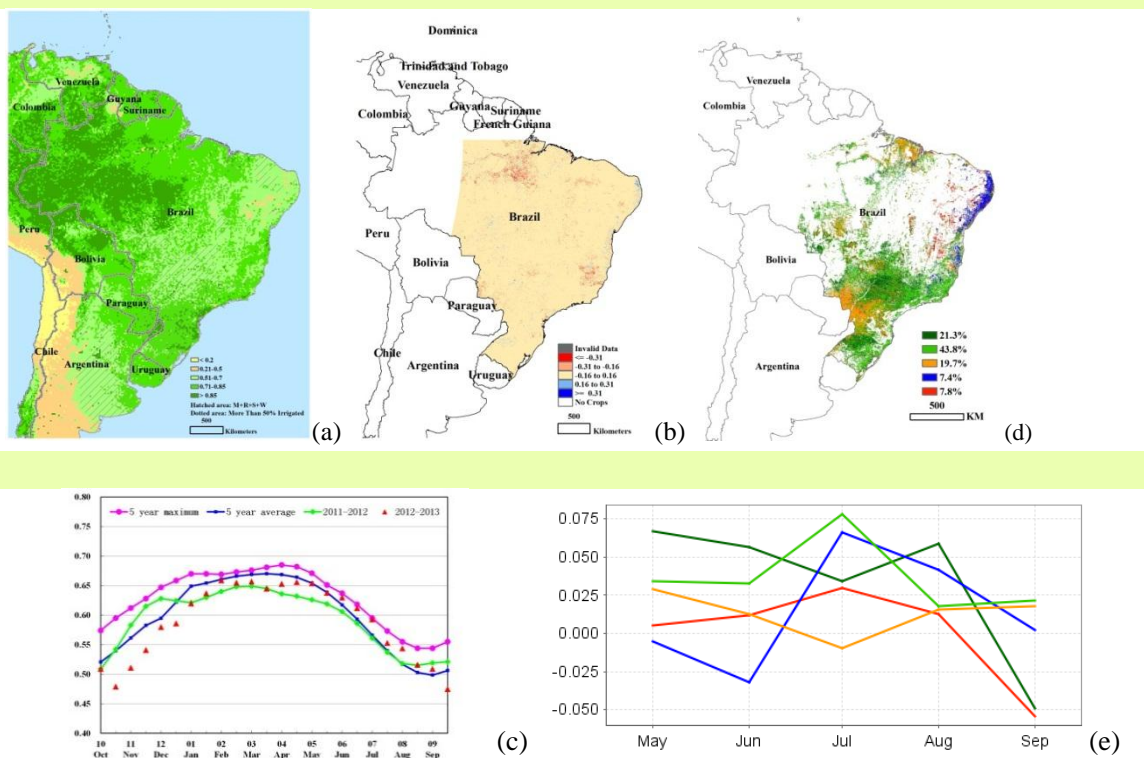 Venezuela
Colombia
Guyana
Suriname
Brazil
Peru
Bolivia
Paraguay
Chile
Argentina
Uruguay
< 0.2
0.21-0.5
0.51-0.7
0.71-0.85
> 0.85
Hatched area: M+R+S+W
Dotted area: More Than 50% Irrigated
500
Kilometers
(a)
Dominica
Trinidad and Tobago
Venezuela
Guyana
Suriname
Colombia
French Guiana
Brazil
Peru
Bolivia
Paraguay
Chile
Argentina
Uruguay
Invalid Data
<= -0.31
-0.31 to -0.16
-0.16 to 0.16
0.16 to 0.31
>= 0.31
No Crops
500
Kilometers
(b)
Venezuela
Colombia
Brazil
Bolivia
Argentina
21.3%
43.8%
19.7%
7.4%
7.8%
500
KM
(d)
5 year maximum 5 year average 2011-2012 2012-2013
0.80
0.75
0.70
0.65
0.60
0.55
0.50
0.45
0.40
10 11 12 01 02 03 04 05 06 07 08 09
Oct Nov Dec Jan Feb Mar Apr May Jun Jul Aug Sep
(c)
0.075
0.050
0.025
0.000
-0.025
-0.050
May Jun Jul Aug Sep
(e)